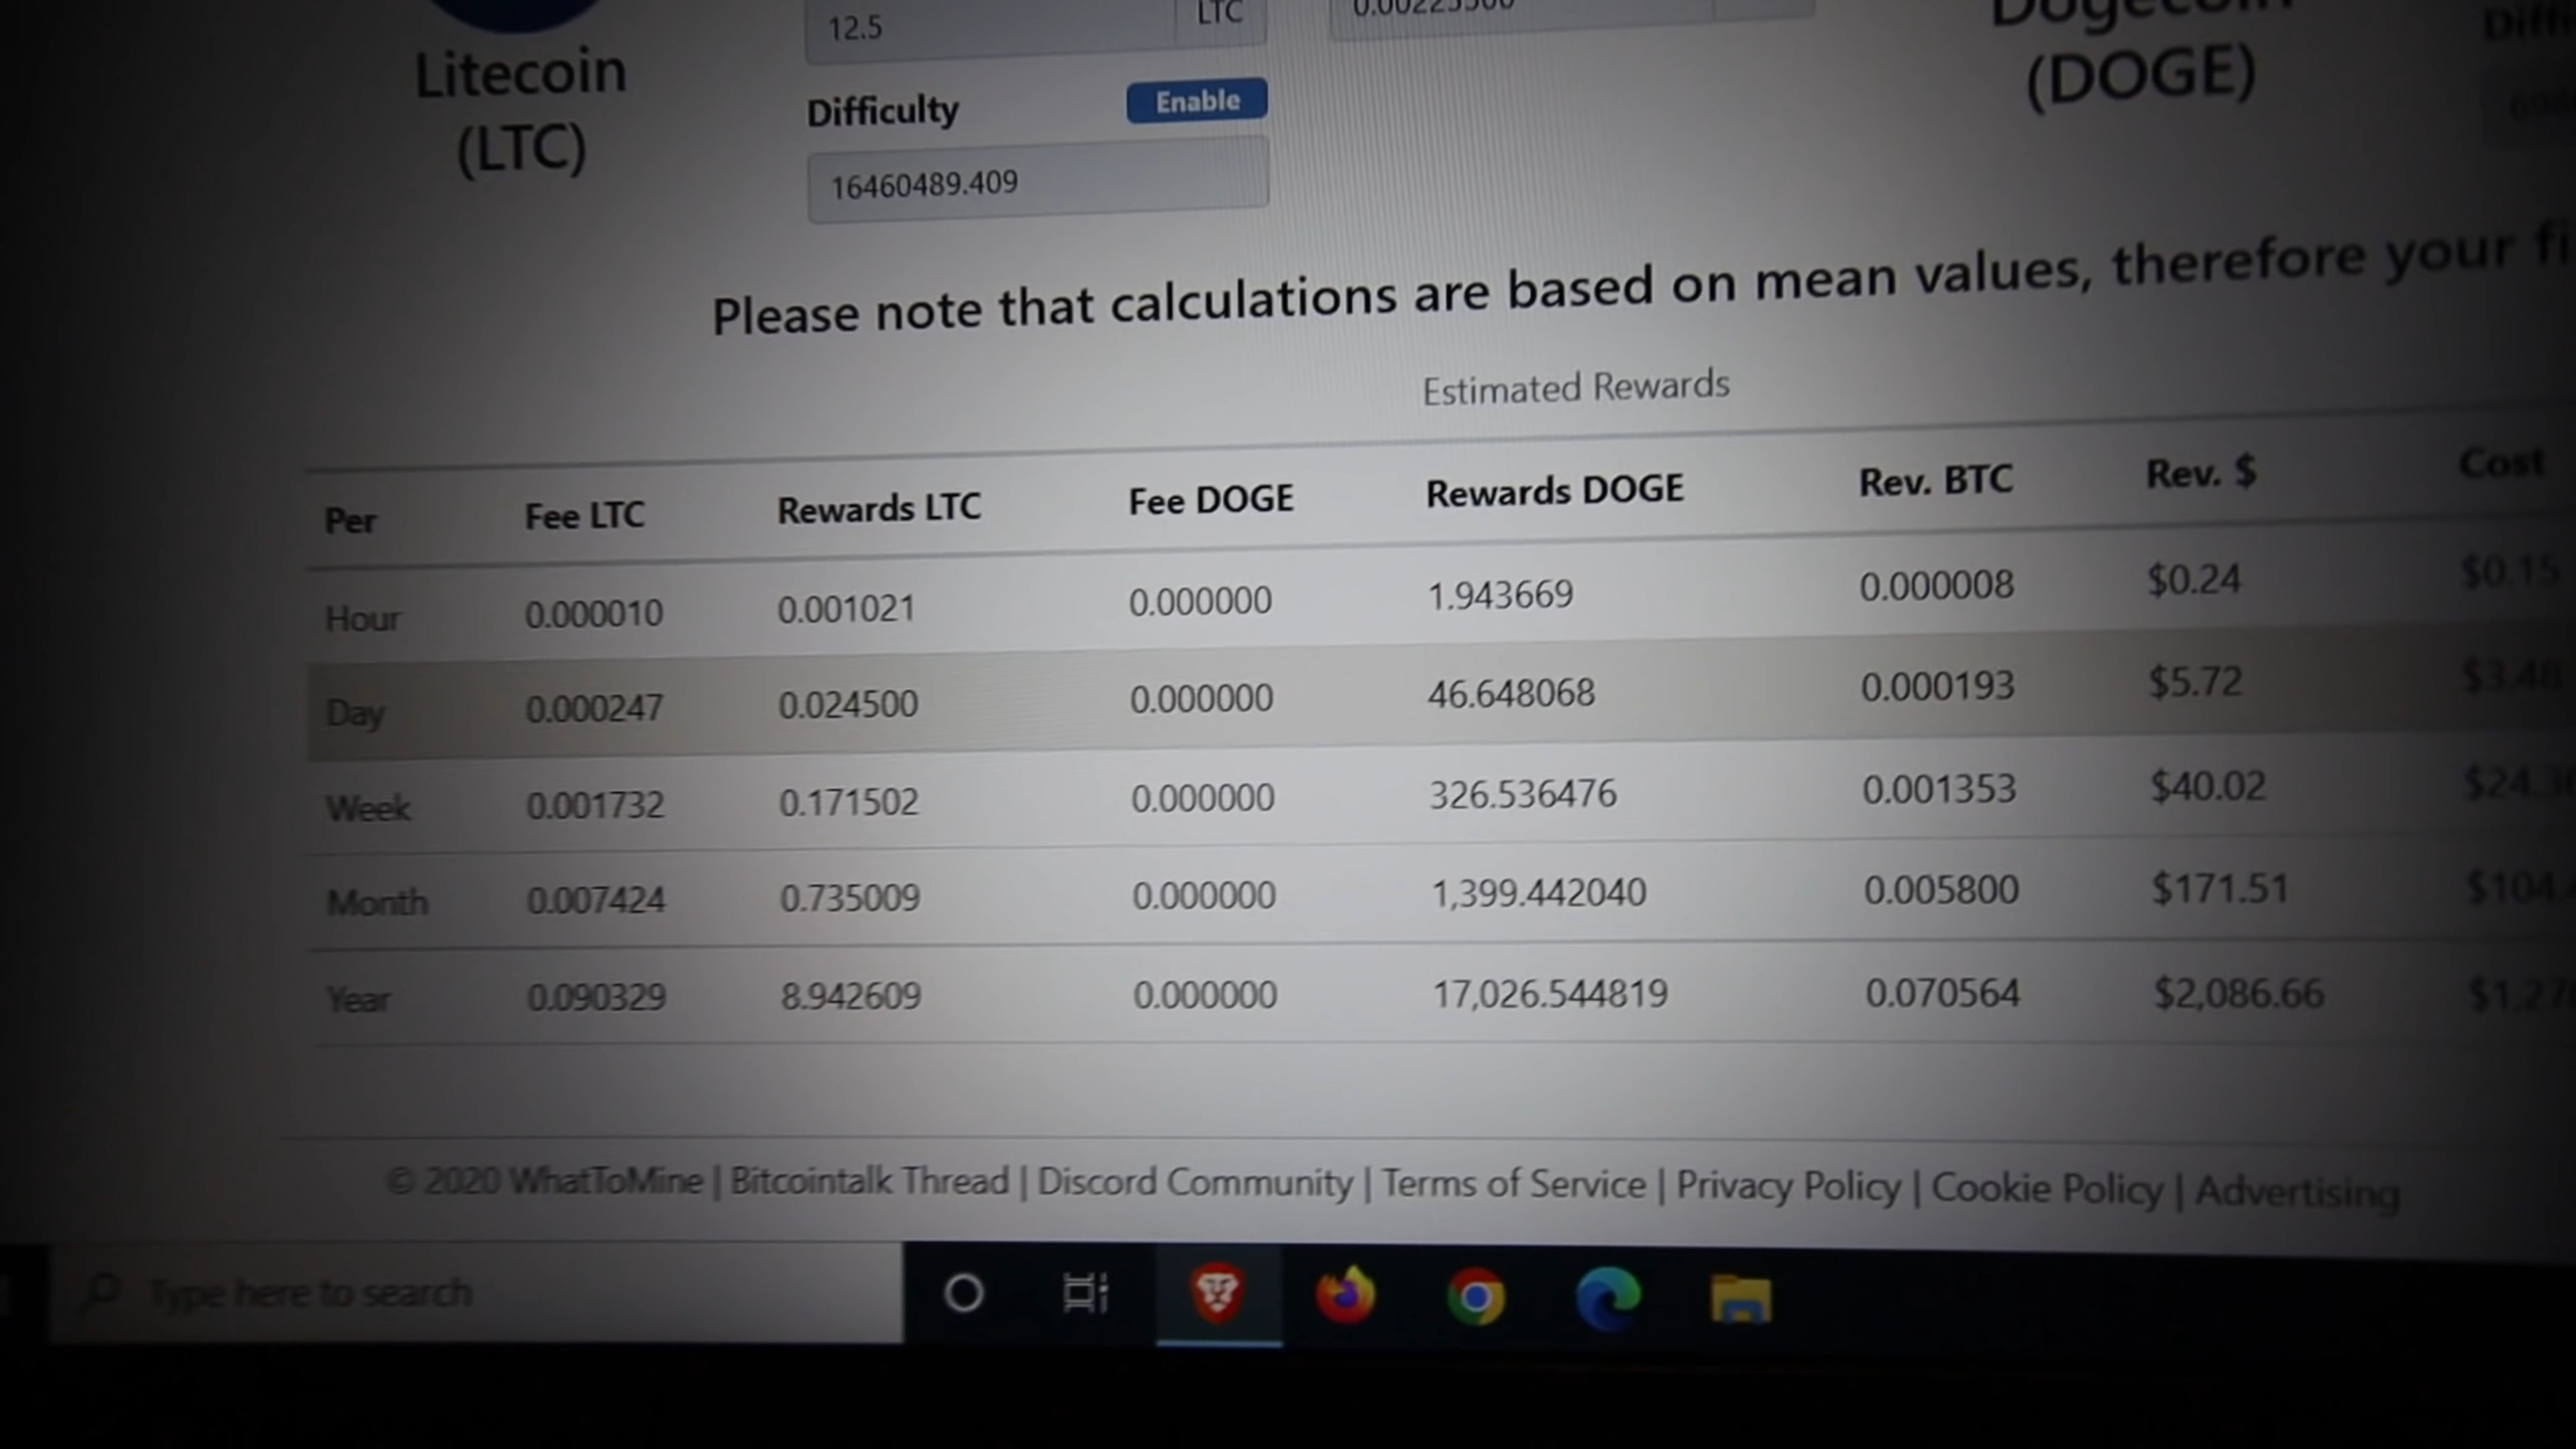 12.5 LTC
Litecoin
(LTC)
Difficulty Enable
16460489.409
(DOGE)
Please note that calculations are based on mean values, therefore your
Estimated Rewards
Per Fee LTC Rewards LTC Fee DOGE Rewards DOGE Rev. BTC Rev. $ Cost
Hour 0.000010 0.001021 0.000000 1.943669 0.000008 $0.24 $0.15
Day 0.000247 0.024500 0.000000 46.648068 0.000193 $5.72 $3.48
Week 0.001732 0.171502 0.000000 326.536476 0.001353 $40.02
Month 0.007424 0.735009 0.000000 1,399.442040 0.005800 $171.51
Year 0.090329 8.942609 0.000000 17,026.544819 0.070564 $2,086.66
© 2020 WhatToMine | Bitcointalk Thread | Discord Community | Terms of Service | Privacy Policy | Cookie Policy | Advertising
Type here to search